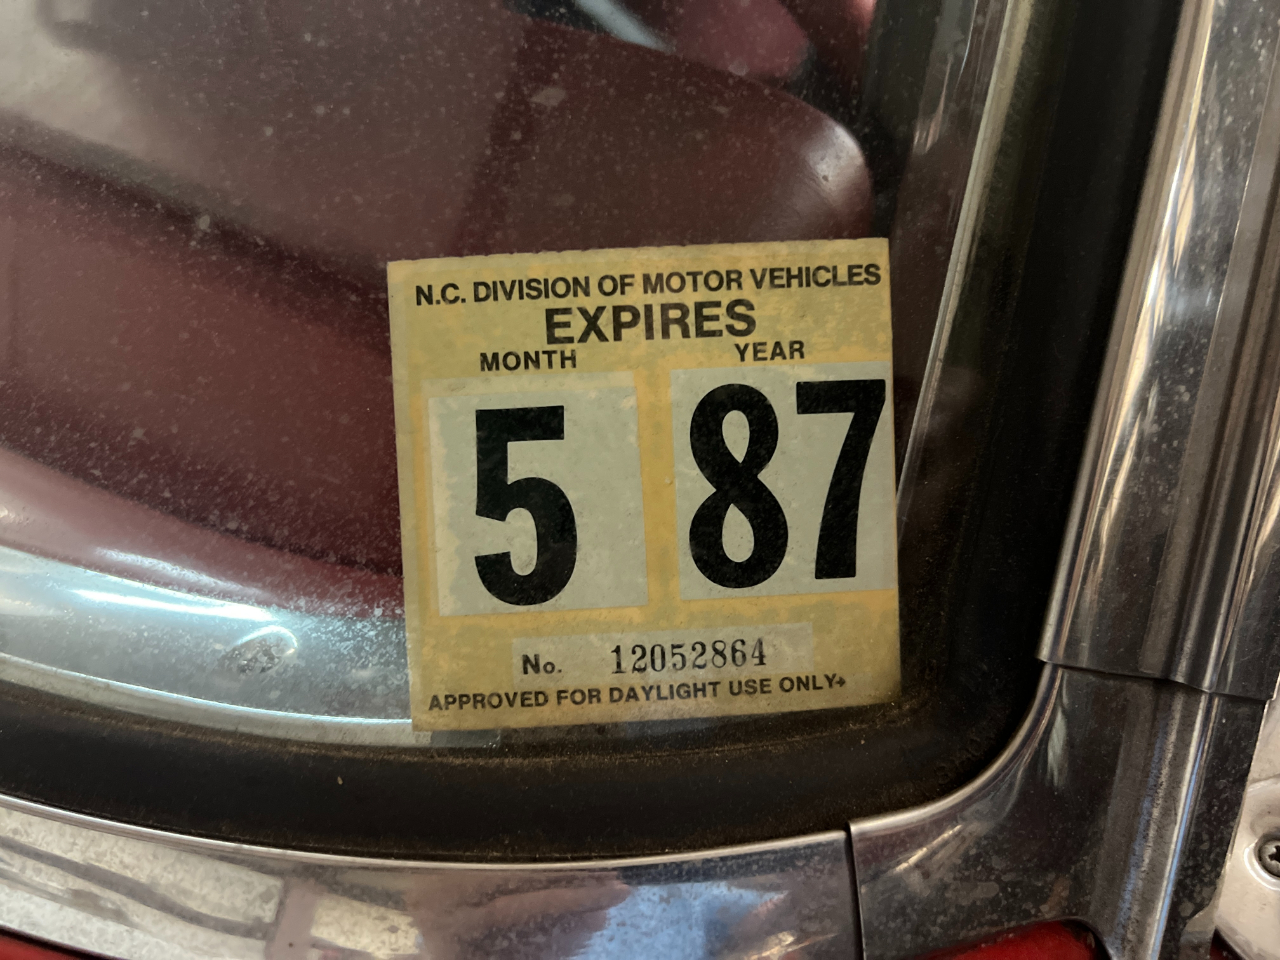 N.C. DIVISION OF MOTOR VEHICLES
EXPIRES
MONTH YEAR
5 87
No. 12052864
APPROVED FOR DAYLIGHT USE ONLY→